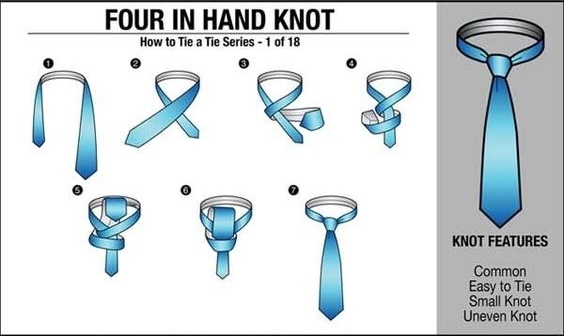 FOUR IN HAND KNOT
How to Tie a Tie Series - 1 of 18
1
2
3
4
5
6
7
KNOT FEATURES
Common
Easy to Tie
Small Knot
Uneven Knot